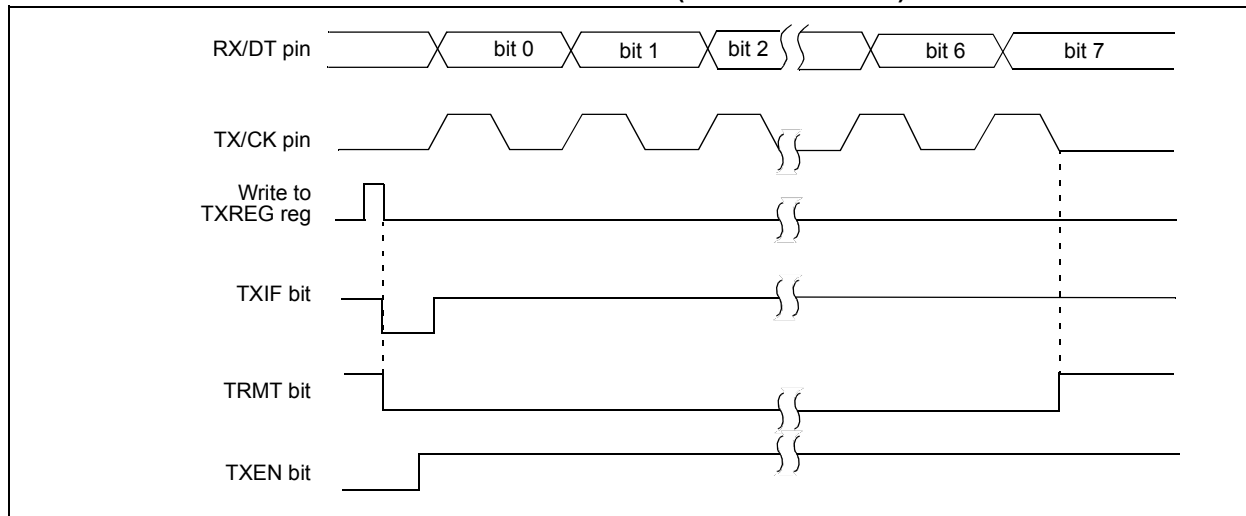 RX/DT pin
bit 0 bit 1 bit 2 bit 6 bit 7
TX/CK pin
Write to
TXREG reg
TXIF bit
TRMT bit
TXEN bit